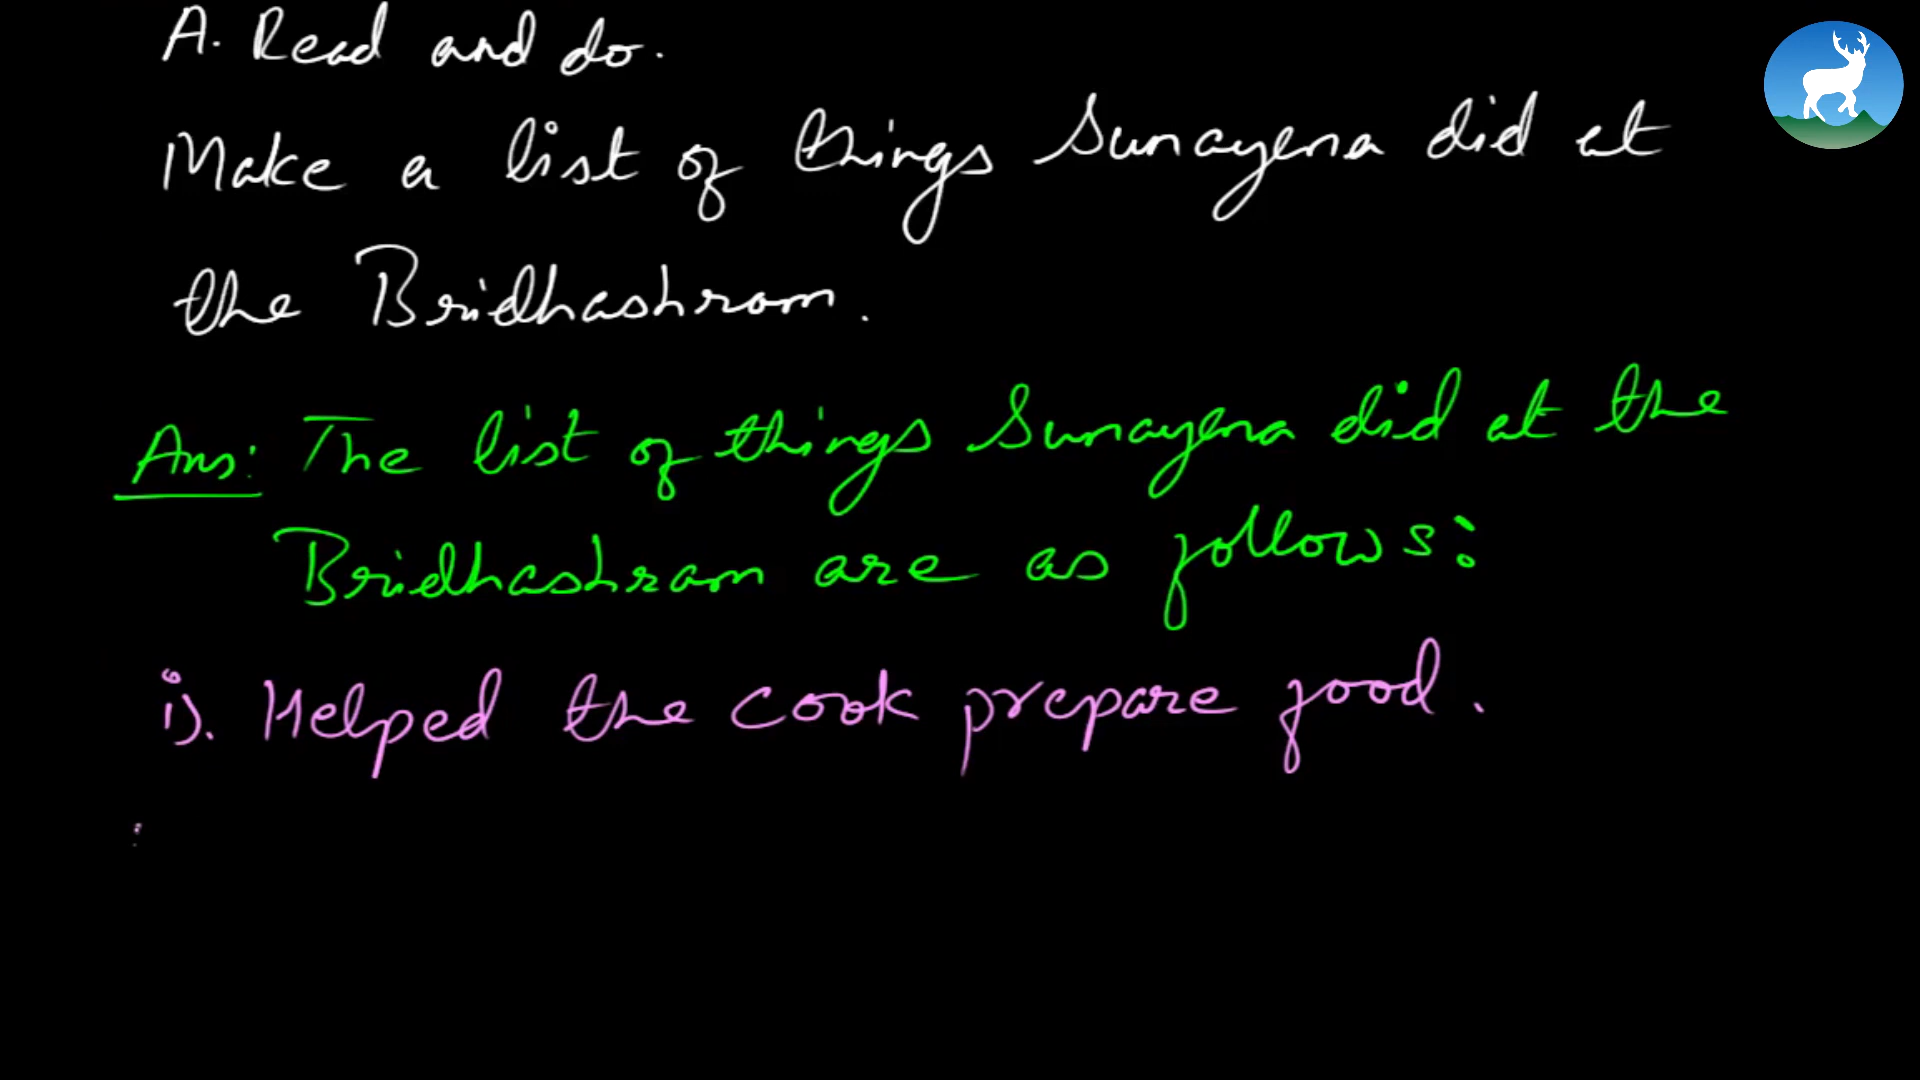 A. Read and do.
Make a list of things Sunayena did at
the Bridhashram.
Ans: The list of things Sunayena did at the
Bridhashram are as follows:
i). Helped the cook prepare food.